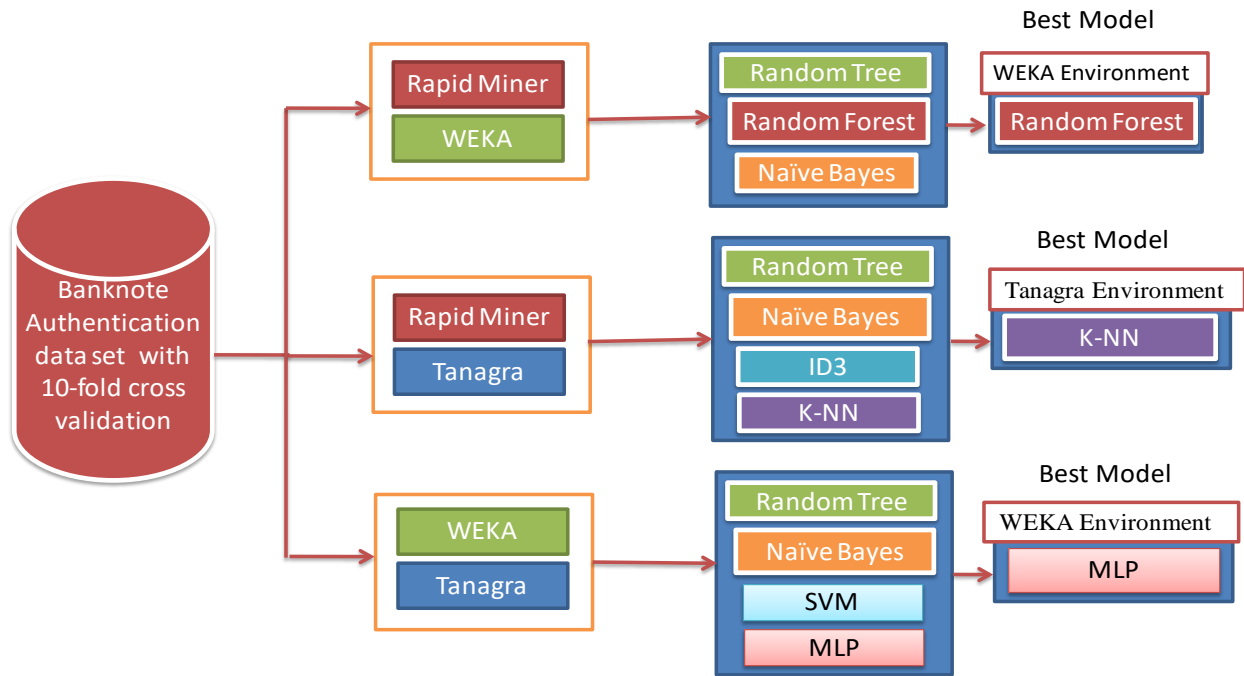 Banknote
Authentication
data set with
10-fold cross
validation
Rapid Miner
WEKA
Random Tree
Random Forest
Naïve Bayes
Best Model
WEKA Environment
Random Forest
Rapid Miner
Tanagra
Random Tree
Naïve Bayes
ID3
K-NN
Best Model
Tanagra Environment
K-NN
WEKA
Tanagra
Random Tree
Naïve Bayes
SVM
MLP
Best Model
WEKA Environment
MLP